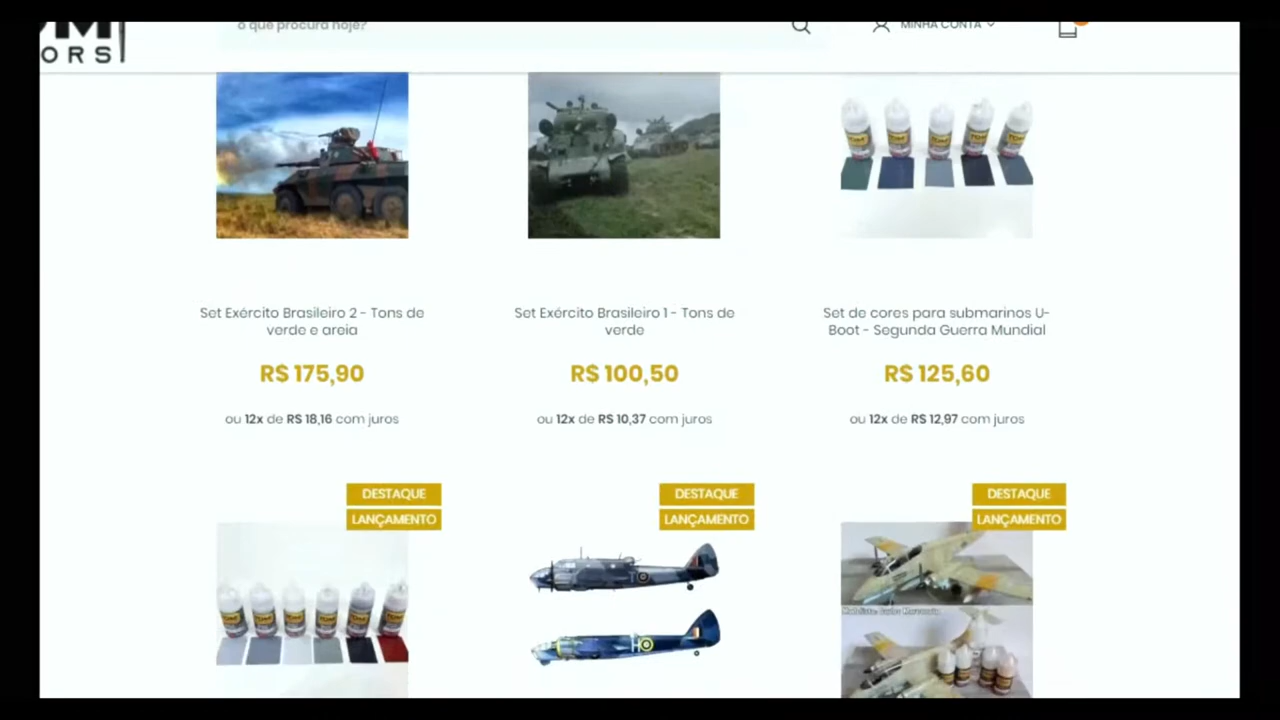 ORS
o que procura hoje?
MINHA CONTA
Set Exército Brasileiro 2 - Tons de
verde e areia
R$ 175,90
ou 12x de R$ 18,16 com juros
Set Exército Brasileiro 1 - Tons de
verde
R$ 100,50
ou 12x de R$ 10,37 com juros
Set de cores para submarinos U-
Boot - Segunda Guerra Mundial
R$ 125,60
ou 12x de R$ 12,97 com juros
DESTAQUE
LANÇAMENTO
DESTAQUE
LANÇAMENTO
DESTAQUE
LANÇAMENTO